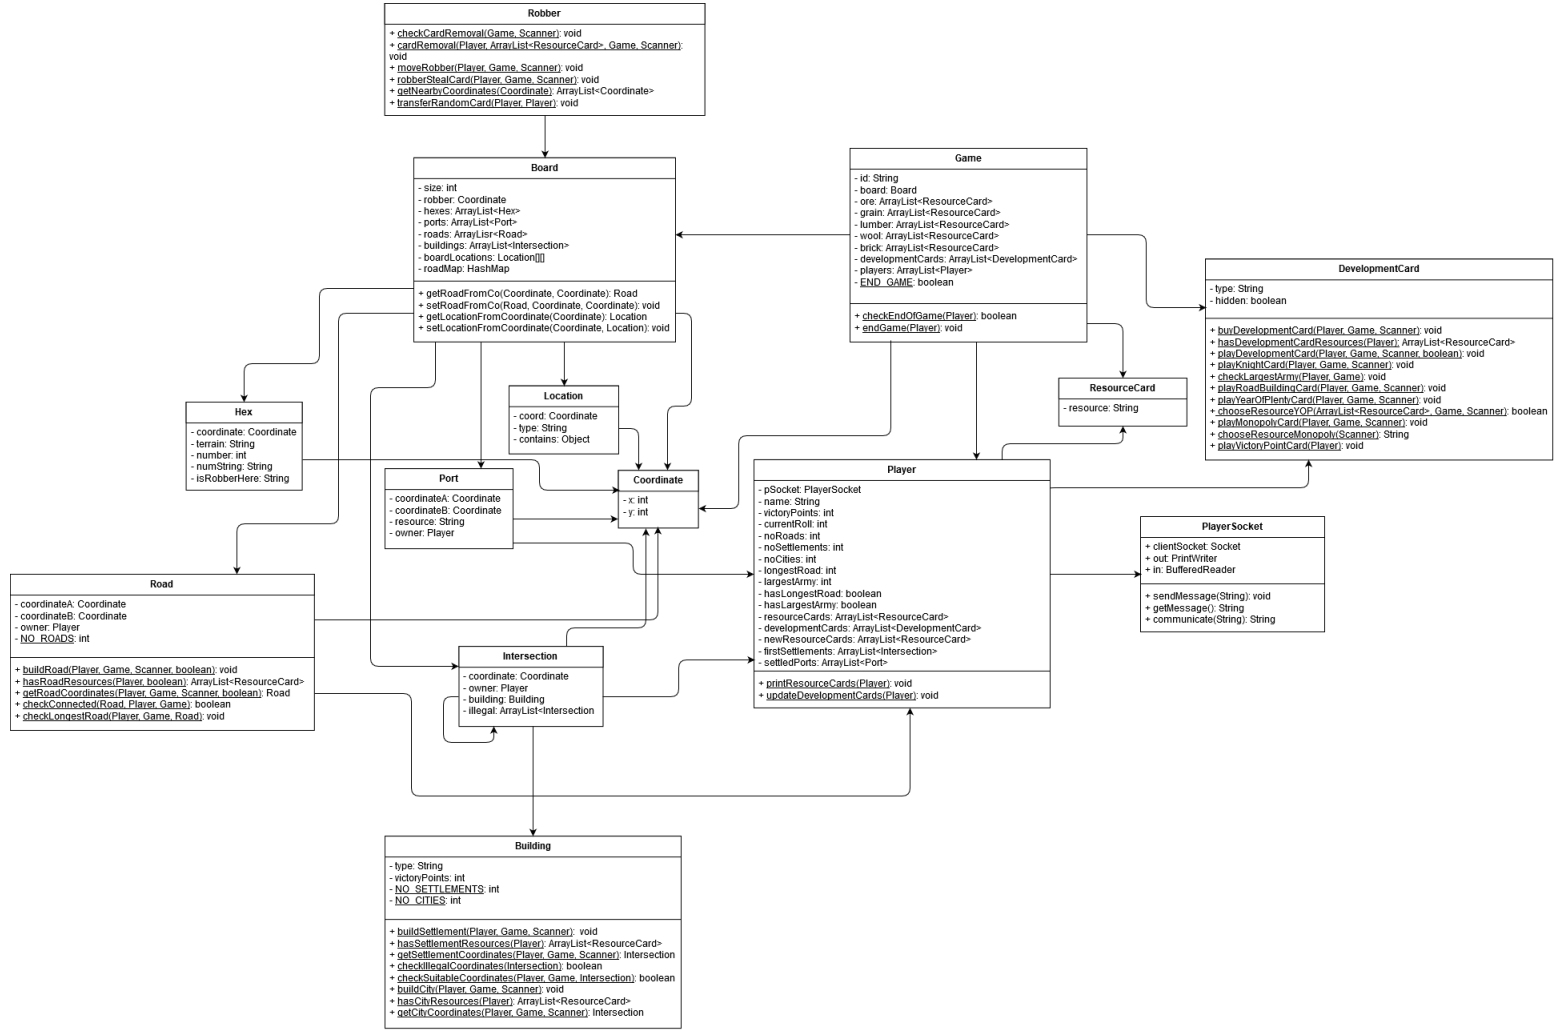 Robber
+ checkCardRemoval(Game, Scanner): void
+ cardRemoval(Player, ArrayList<ResourceCard>, Game, Scanner):
void
+ moveRobber(Player, Game, Scanner): void
+ robberStealCard(Player, Game, Scanner): void
+ getNearbyCoordinates(Coordinate): ArrayList<Coordinate>
+ transferRandomCard(Player, Player): void
Board
- size: int
- robber: Coordinate
- hexes: ArrayList<Hex>
- ports: ArrayList<Port>
- roads: ArrayLisr<Road>
- buildings: ArrayList<Intersection>
- boardLocations: Location[][]
- roadMap: HashMap
+ getRoadFromCo(Coordinate, Coordinate): Road
+ setRoadFromCo(Road, Coordinate, Coordinate): void
+ getLocationFromCoordinate(Coordinate): Location
+ setLocationFromCoordinate(Coordinate, Location): void
Game
- id: String
- board: Board
- ore: ArrayList<ResourceCard>
- grain: ArrayList<ResourceCard>
- lumber: ArrayList<ResourceCard>
- wool: ArrayList<ResourceCard>
- brick: ArrayList<ResourceCard>
- developmentCards: ArrayList<DevelopmentCard>
- players: ArrayList<Player>
- END_GAME: boolean
+ checkEndOfGame(Player): boolean
+ endGame(Player): void
DevelopmentCard
- type: String
- hidden: boolean
+ buyDevelopmentCard(Player, Game, Scanner): void
+ hasDevelopmentCardResources(Player): ArrayList<ResourceCard>
+ playDevelopmentCard(Player, Game, Scanner, boolean): void
+ playKnightCard(Player, Game, Scanner): void
+ checkLargestArmy(Player, Game): void
+ playRoadBuildingCard(Player, Game, Scanner): void
+ playYearOfPlentyCard(Player, Game, Scanner): void
+ chooseResourceYOP(ArrayList<ResourceCard>, Game, Scanner): boolean
+ playMonopolyCard(Player, Game, Scanner): void
+ chooseResourceMonopoly(Scanner): String
+ playVictoryPointCard(Player): void
ResourceCard
- resource: String
Hex
- coordinate: Coordinate
- terrain: String
- number: int
- numString: String
- isRobberHere: String
Location
- coord: Coordinate
- type: String
- contains: Object
Port
- coordinateA: Coordinate
- coordinateB: Coordinate
- resource: String
- owner: Player
Coordinate
- x: int
- y: int
Player
- pSocket: PlayerSocket
- name: String
- victoryPoints: int
- currentRoll: int
- noRoads: int
- noSettlements: int
- noCities: int
- longestRoad: int
- largestArmy: int
- hasLongestRoad: boolean
- hasLargestArmy: boolean
- resourceCards: ArrayList<ResourceCard>
- developmentCards: ArrayList<DevelopmentCard>
- newResourceCards: ArrayList<ResourceCard>
- firstSettlements: ArrayList<Intersection>
- settledPorts: ArrayList<Port>
+ printResourceCards(Player): void
+ updateDevelopmentCards(Player): void
PlayerSocket
+ clientSocket: Socket
+ out: PrintWriter
+ in: BufferedReader
+ sendMessage(String): void
+ getMessage(): String
+ communicate(String): String
Road
- coordinateA: Coordinate
- coordinateB: Coordinate
- owner: Player
- NO_ROADS: int
+ buildRoad(Player, Game, Scanner, boolean): void
+ hasRoadResources(Player, boolean): ArrayList<ResourceCard>
+ getRoadCoordinates(Player, Game, Scanner, boolean): Road
+ checkConnected(Road, Player, Game): boolean
+ checkLongestRoad(Player, Game, Road): void
Intersection
- coordinate: Coordinate
- owner: Player
- building: Building
- illegal: ArrayList<Intersection
Building
- type: String
- victoryPoints: int
- NO_SETTLEMENTS: int
- NO_CITIES: int
+ buildSettlement(Player, Game, Scanner): void
+ hasSettlementResources(Player): ArrayList<ResourceCard>
+ getSettlementCoordinates(Player, Game, Scanner): Intersection
+ checkIllegalCoordinates(Intersection): boolean
+ checkSuitableCoordinates(Player, Game, Intersection): boolean
+ buildCity(Player, Game, Scanner): void
+ hasCityResources(Player): ArrayList<ResourceCard>
+ getCityCoordinates(Player, Game, Scanner): Intersection